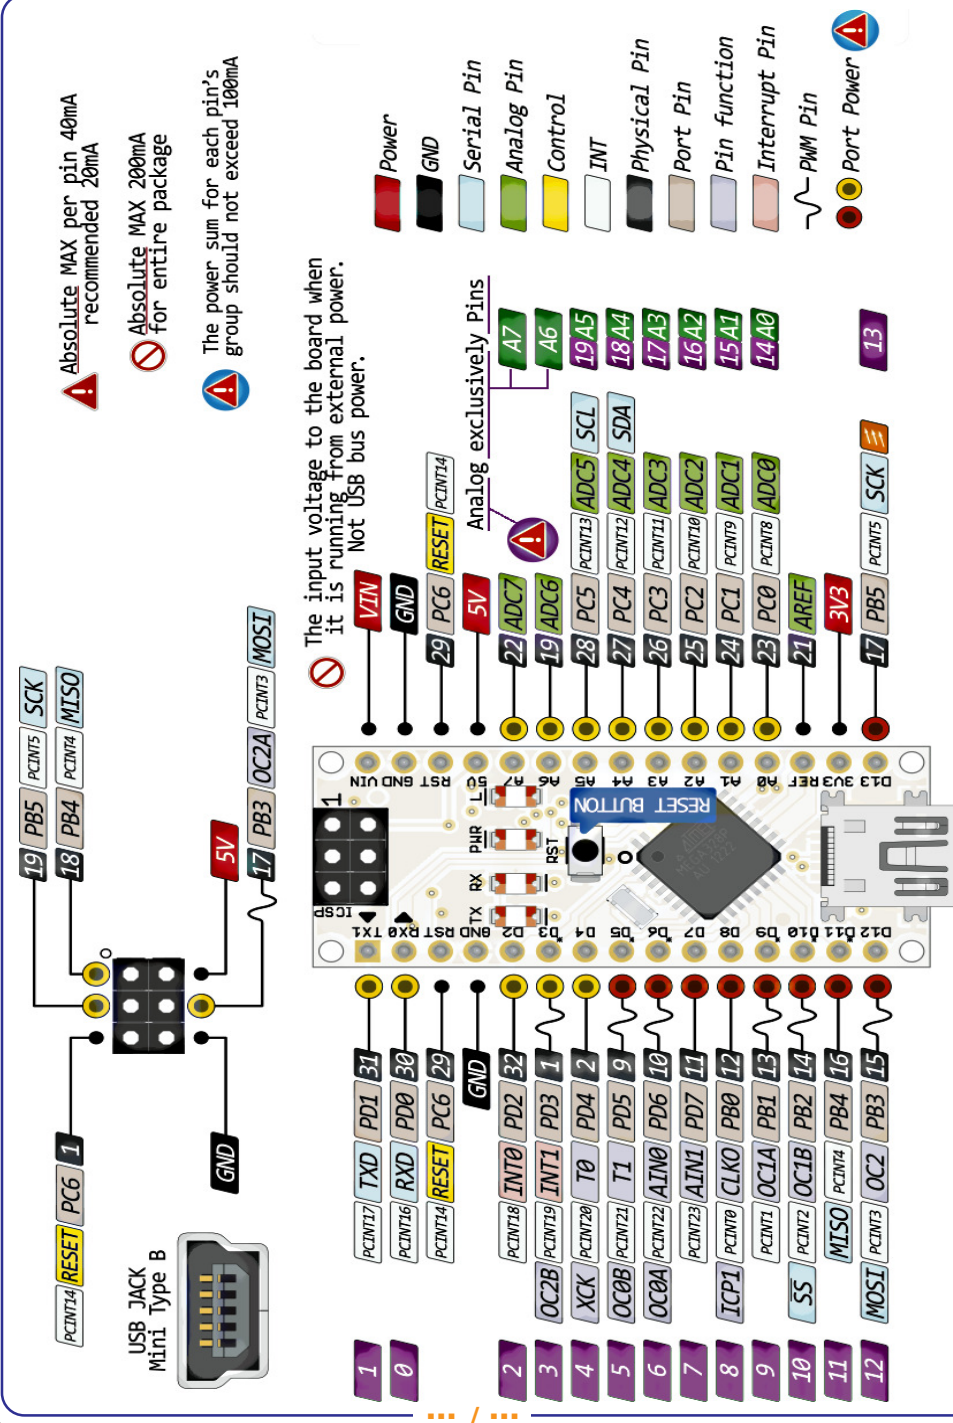 Absolute MAX per pin 40mA
recommended 20mA
Absolute MAX 200mA
for entire package
The power sum for each pin's
group should not exceed 100mA
19 PB5 PCINT5 SCK
18 PB4 PCINT4 MISO
5V
17 PB3 OC2A PCINT3 MOSI
PCINT14 RESET PC6 1
GND
USB JACK
Mini Type B
The input voltage to the board when
it is running from external power.
Not USB bus power.
Analog exclusively Pins
Power
GND
Serial Pin
Analog Pin
Control
INT
Physical Pin
Port Pin
Pin function
Interrupt Pin
PWM Pin
Port Power
VIN
GND
29 PC6 RESET PCINT14
5V
22 ADC7 A7
19 ADC6 A6
28 PC5 PCINT13 ADC5 SCL 19 A5
27 PC4 PCINT12 ADC4 SDA 18 A4
26 PC3 PCINT11 ADC3 17 A3
25 PC2 PCINT10 ADC2 16 A2
24 PC1 PCINT9 ADC1 15 A1
23 PC0 PCINT8 ADC0 14 A0
21 AREF
3V3
17 PB5 PCINT5 SCK 13
VIN GND RST 5V A7 A6 A5 A4 A3 A2 A1 A0 REF 3V3 D13
1
ICSP
L
PWR
RX
TX
RST
RESET BUTTON
TX1 RX0 RST GND D2 D3 D4 D5 D6 D7 D8 D9 D10 D11 D12
1 PCINT17 TXD PD1 31
0 PCINT16 RXD PD0 30
PCINT14 RESET PC6 29
GND
2 PCINT18 INT0 PD2 32
3 OC2B PCINT19 INT1 PD3 1
4 XCK PCINT20 T0 PD4 2
5 OC0B PCINT21 T1 PD5 9
6 OC0A PCINT22 AIN0 PD6 10
7 PCINT23 AIN1 PD7 11
8 ICP1 PCINT0 CLKO PB0 12
9 PCINT1 OC1A PB1 13
10 SS PCINT2 OC1B PB2 14
11 MISO PCINT4 PB4 16
12 MOSI PCINT3 OC2 PB3 15